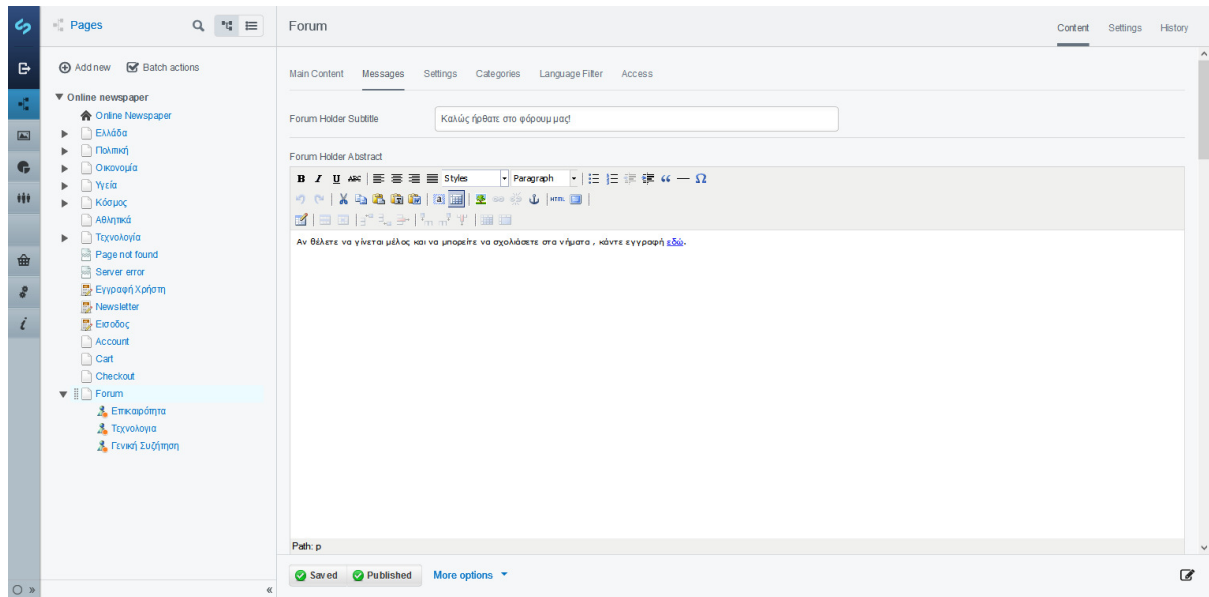 Pages
Forum
Content Settings History
Add new Batch actions
Main Content Messages Settings Categories Language Filter Access
Online newspaper
Online Newspaper
Ελλάδα
Πολιτική
Οικονομία
Υγεία
Κόσμος
Αθλητικά
Τεχνολογία
Page not found
Server error
Εγγραφή Χρήστη
Newsletter
Εισοδος
Account
Cart
Checkout
Forum
Επικαιρότητα
Τεχνολογια
Γενική Συζήτηση
Forum Holder Subtitle Καλώς ήρθατε στο φόρουμ μας!
Forum Holder Abstract
B I U ABC Styles Paragraph “ — Ω
HTML
Αν θέλετε να γίνεται μέλος και να μπορείτε να σχολιάσετε στα νήματα , κάντε εγγραφή εδώ.
Path: p
Saved Published More options